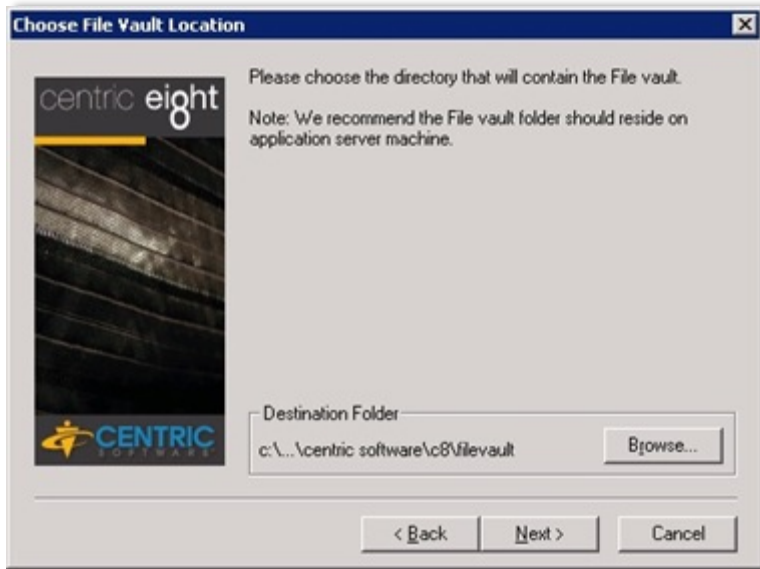 Choose File Vault Location
centric eight
Please choose the directory that will contain the File vault.
Note: We recommend the File vault folder should reside on
application server machine.
Destination Folder
c:\...\centric software\c8\filevault
Browse...
CENTRIC
SOFTWARE
< Back
Next >
Cancel